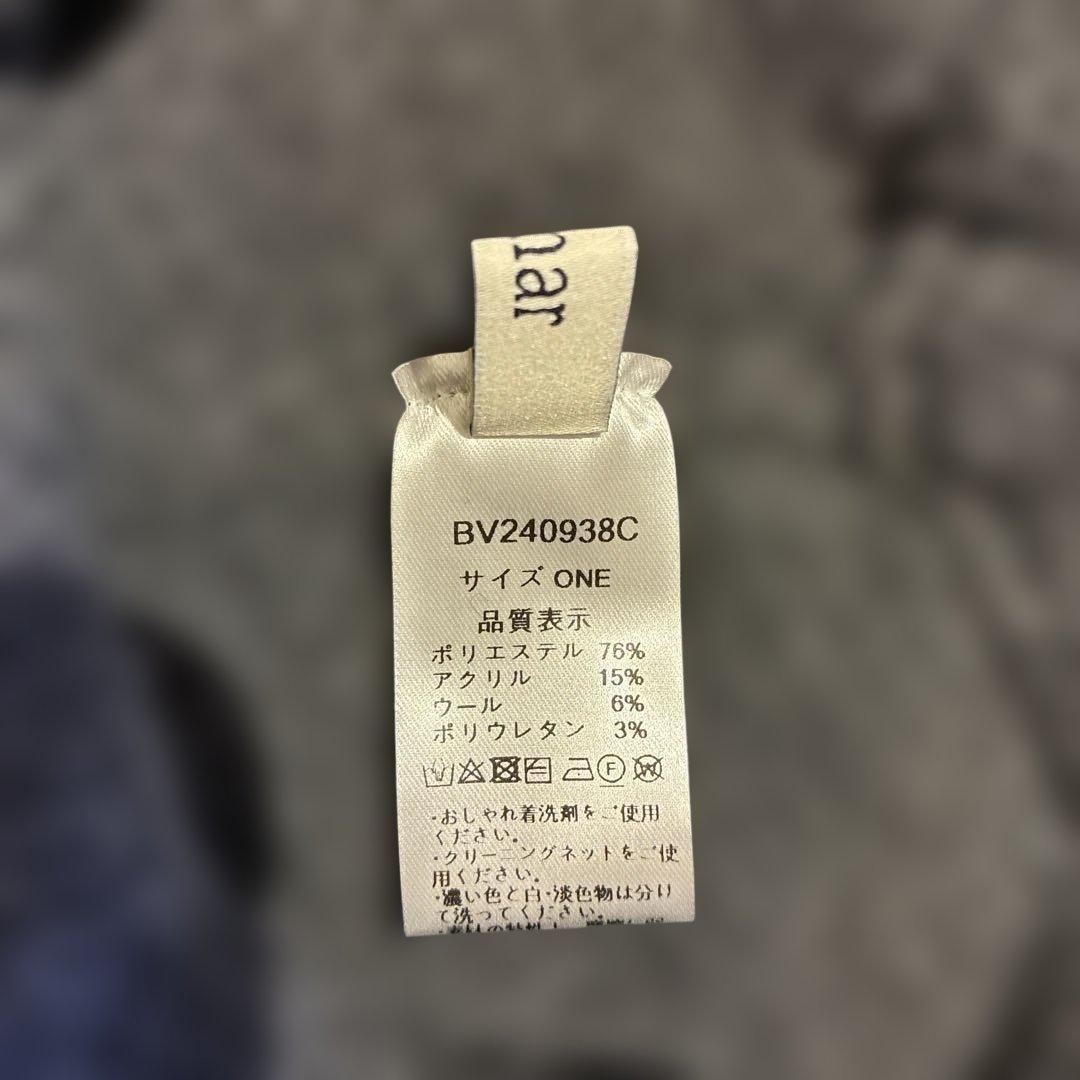 nar
BV240938C
サイズ ONE
品質表示
ポリエステル 76%
アクリル 15%
ウール 6%
ポリウレタン 3%
・おしゃれ着洗剤をご使用
ください。
・クリーニングネットをご使
用ください。
・濃い色と白・淡色物は分け
て洗ってください。